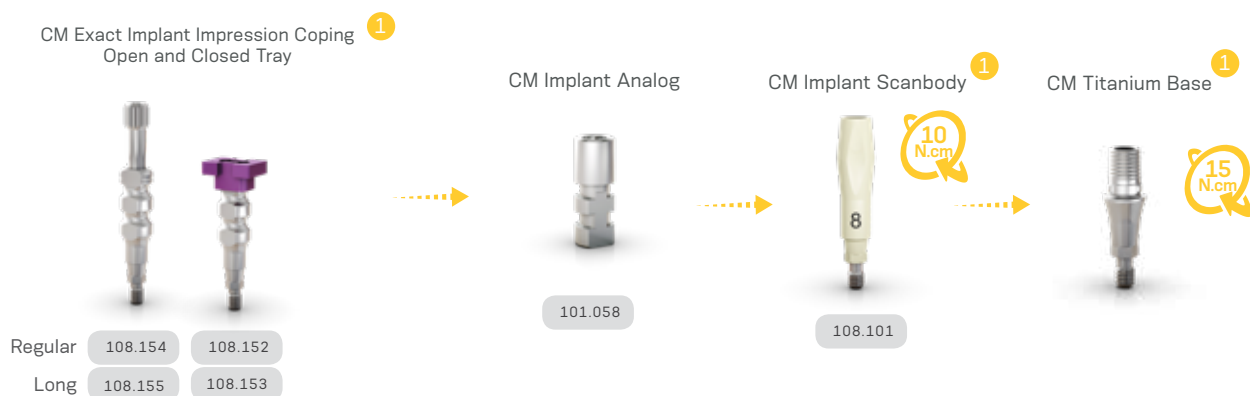 CM Exact Implant Impression Coping 1
Open and Closed Tray
CM Implant Analog
CM Implant Scanbody 1
CM Titanium Base 1
10
N.cm
15
N.cm
8
101.058
108.101
Regular 108.154 108.152
Long 108.155 108.153